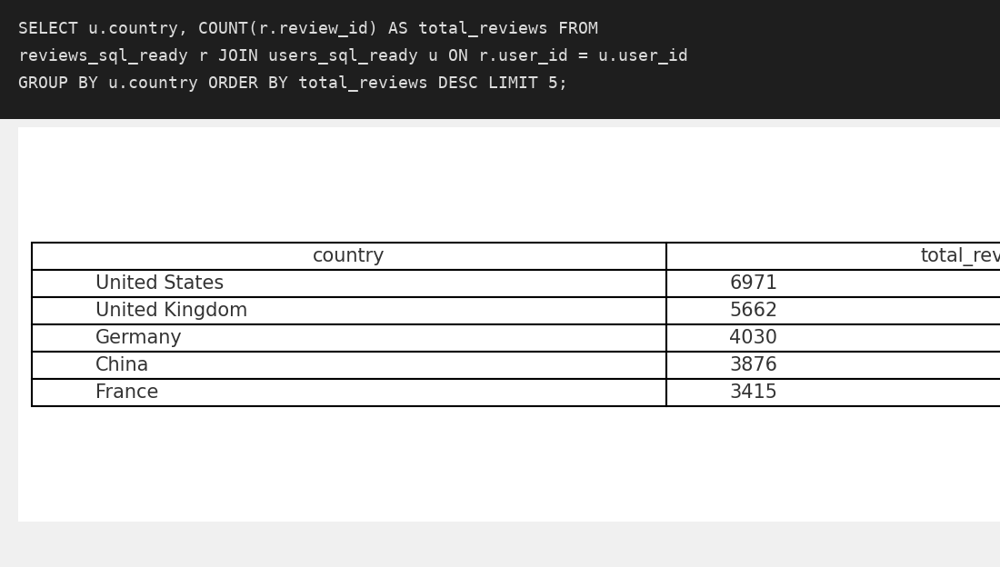 SELECT u.country, COUNT(r.review_id) AS total_reviews FROM
reviews_sql_ready r JOIN users_sql_ready u ON r.user_id = u.user_id
GROUP BY u.country ORDER BY total_reviews DESC LIMIT 5;
country total_rev
United States 6971
United Kingdom 5662
Germany 4030
China 3876
France 3415